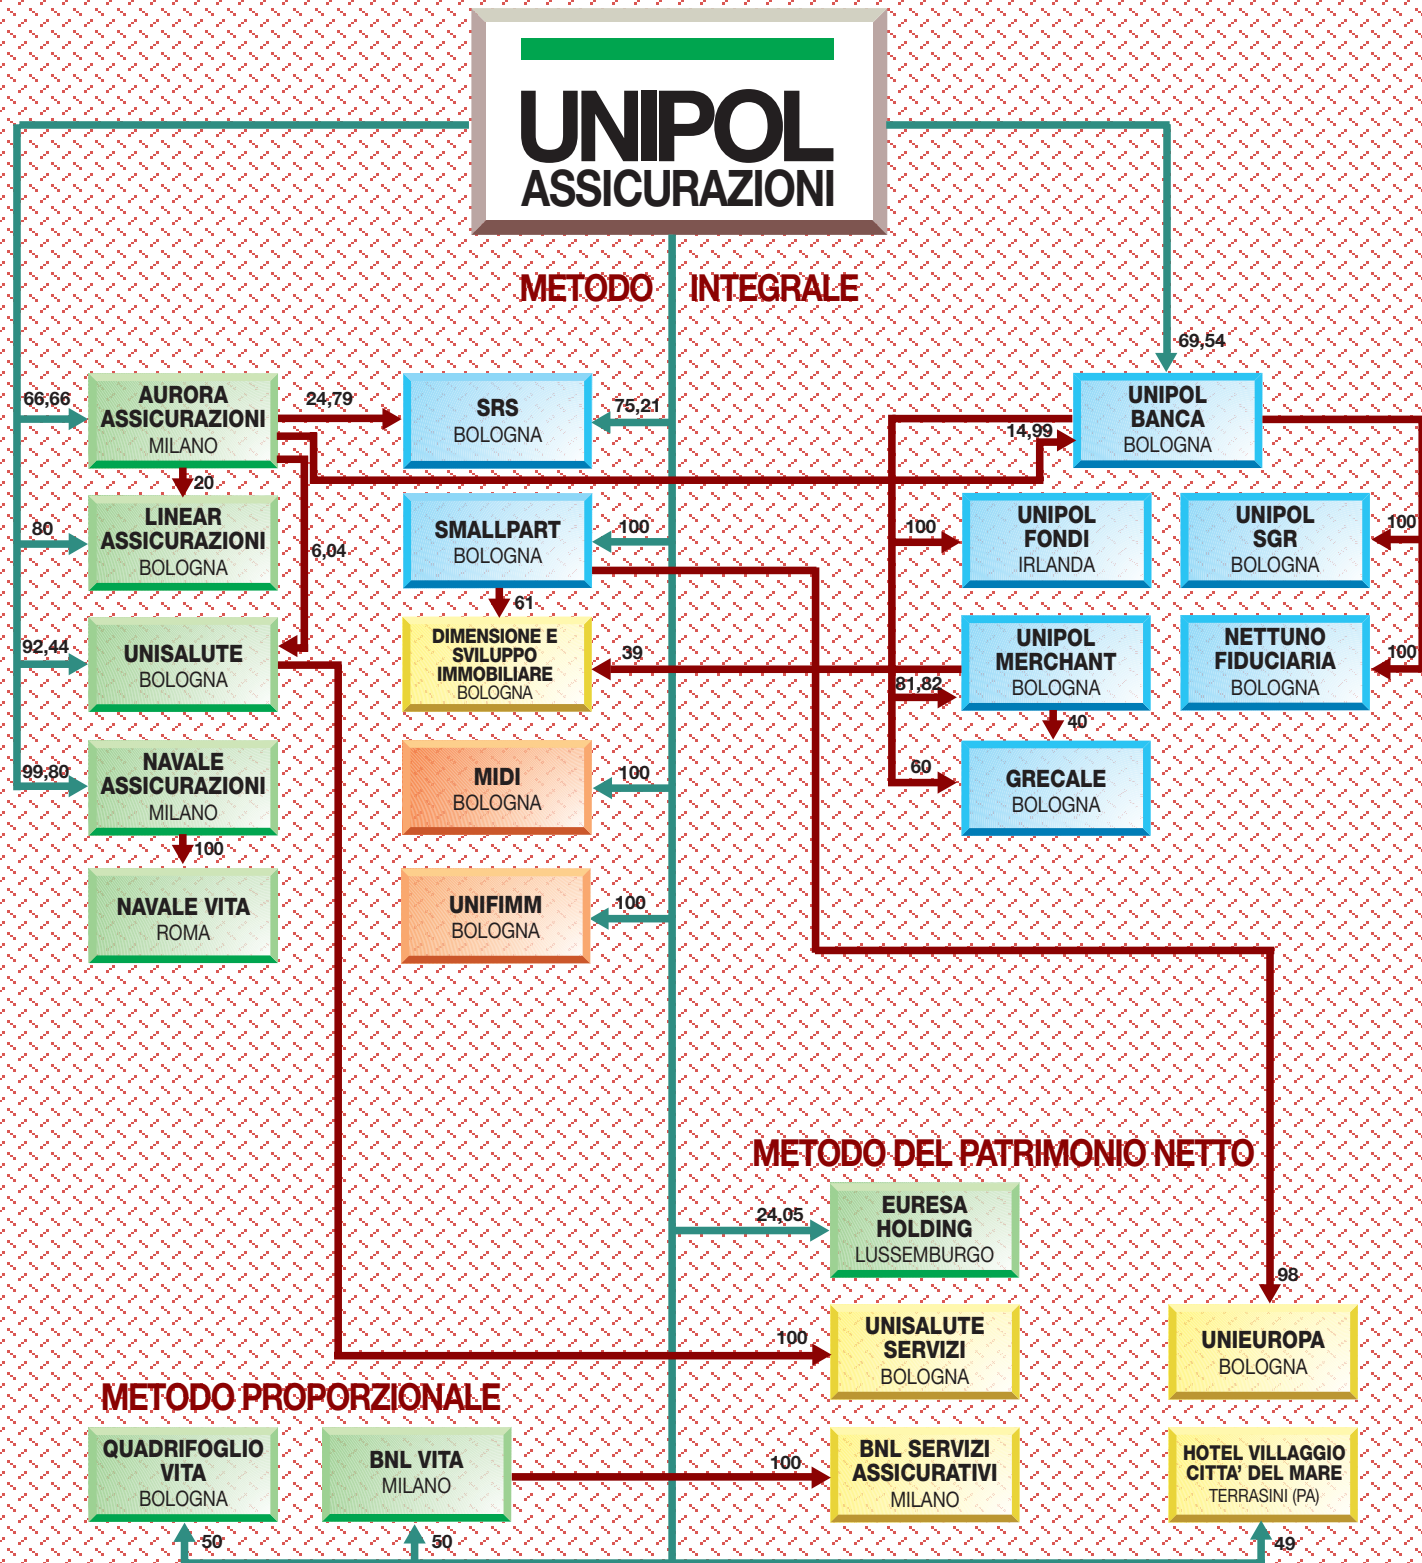 UNIPOL
ASSICURAZIONI
METODO INTEGRALE
69,54
66,66
AURORA
ASSICURAZIONI
MILANO
24,79
SRS
BOLOGNA
75,21
14,99
UNIPOL
BANCA
BOLOGNA
20
80
LINEAR
ASSICURAZIONI
BOLOGNA
6,04
SMALLPART
BOLOGNA
100
100
UNIPOL
FONDI
IRLANDA
UNIPOL
SGR
BOLOGNA
100
61
92,44
UNISALUTE
BOLOGNA
DIMENSIONE E
SVILUPPO
IMMOBILIARE
BOLOGNA
39
81,82
UNIPOL
MERCHANT
BOLOGNA
NETTUNO
FIDUCIARIA
BOLOGNA
100
40
99,80
NAVALE
ASSICURAZIONI
MILANO
MIDI
BOLOGNA
100
60
GRECALE
BOLOGNA
100
NAVALE VITA
ROMA
UNIFIMM
BOLOGNA
100
METODO DEL PATRIMONIO NETTO
24,05
EURESA
HOLDING
LUSSEMBURGO
98
100
UNISALUTE
SERVIZI
BOLOGNA
UNIEUROPA
BOLOGNA
METODO PROPORZIONALE
QUADRIFOGLIO
VITA
BOLOGNA
BNL VITA
MILANO
100
BNL SERVIZI
ASSICURATIVI
MILANO
HOTEL VILLAGGIO
CITTA' DEL MARE
TERRASINI (PA)
50
50
49